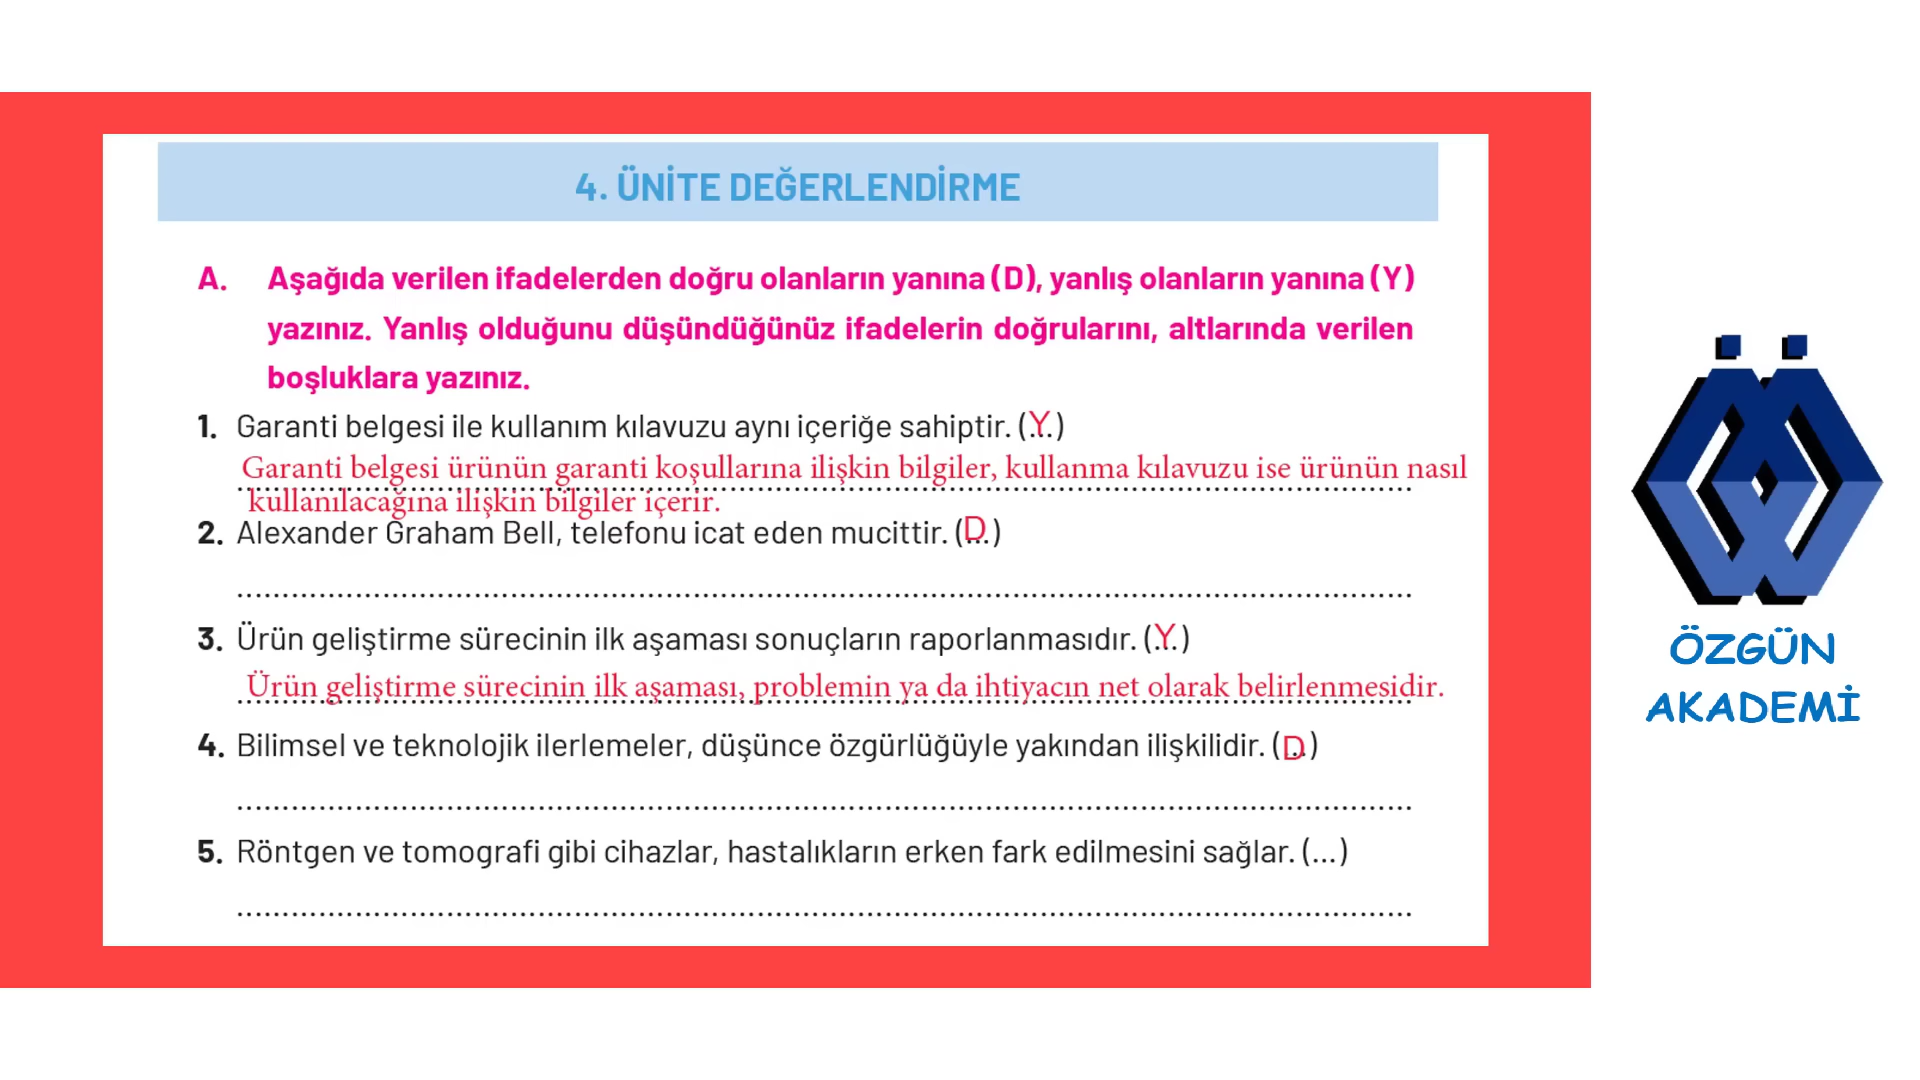 4. ÜNİTE DEĞERLENDİRME
A. Aşağıda verilen ifadelerden doğru olanların yanına (D), yanlış olanların yanına (Y)
yazınız. Yanlış olduğunu düşündüğünüz ifadelerin doğrularını, altlarında verilen
boşluklara yazınız.
1. Garanti belgesi ile kullanım kılavuzu aynı içeriğe sahiptir. (Y)
Garanti belgesi ürünün garanti koşullarına ilişkin bilgiler, kullanma kılavuzu ise ürünün nasıl
kullanılacağına ilişkin bilgiler içerir.
2. Alexander Graham Bell, telefonu icat eden mucittir. (D)
3. Ürün geliştirme sürecinin ilk aşaması sonuçların raporlanmasıdır. (Y)
Ürün geliştirme sürecinin ilk aşaması, problemin ya da ihtiyacın net olarak belirlenmesidir.
4. Bilimsel ve teknolojik ilerlemeler, düşünce özgürlüğüyle yakından ilişkilidir. (D)
5. Röntgen ve tomografi gibi cihazlar, hastalıkların erken fark edilmesini sağlar. (...)
ÖZGÜN
AKADEMİ